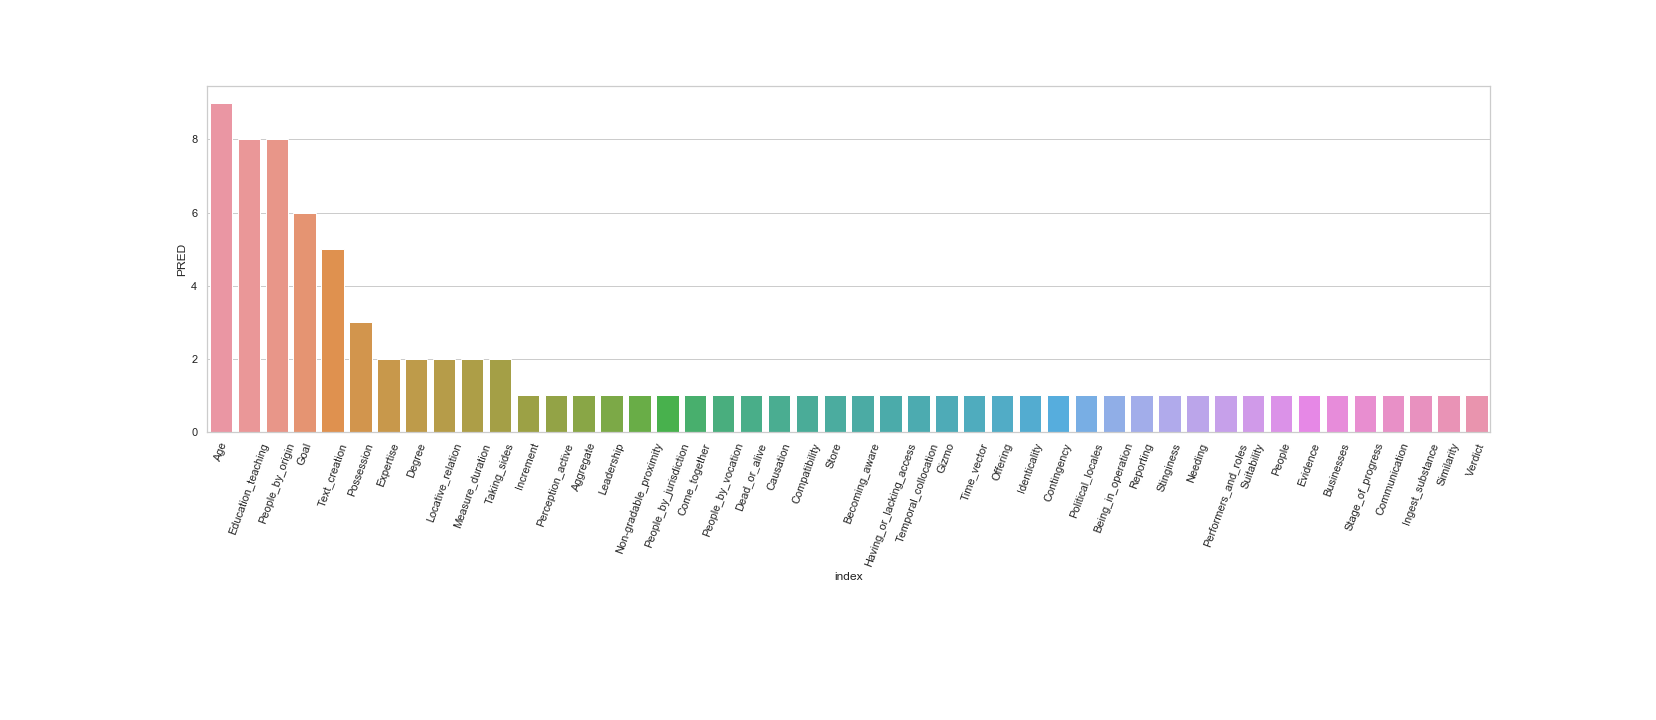 8
6
4
2
0
PRED
Age
Education_teaching
People_by_origin
Goal
Text_creation
Possession
Expertise
Degree
Locative_relation
Measure_duration
Taking_sides
Increment
Perception_active
Aggregate
Leadership
Non-gradable_proximity
People_by_jurisdiction
Come_together
People_by_vocation
Dead_or_alive
Causation
Compatibility
Store
Becoming_aware
Having_or_lacking_access
Temporal_collocation
Gizmo
Time_vector
Offering
Identicality
Contingency
Political_locales
Being_in_operation
Reporting
Stinginess
Needing
Performers_and_roles
Suitability
People
Evidence
Businesses
Stage_of_progress
Communication
Ingest_substance
Similarity
Verdict
index